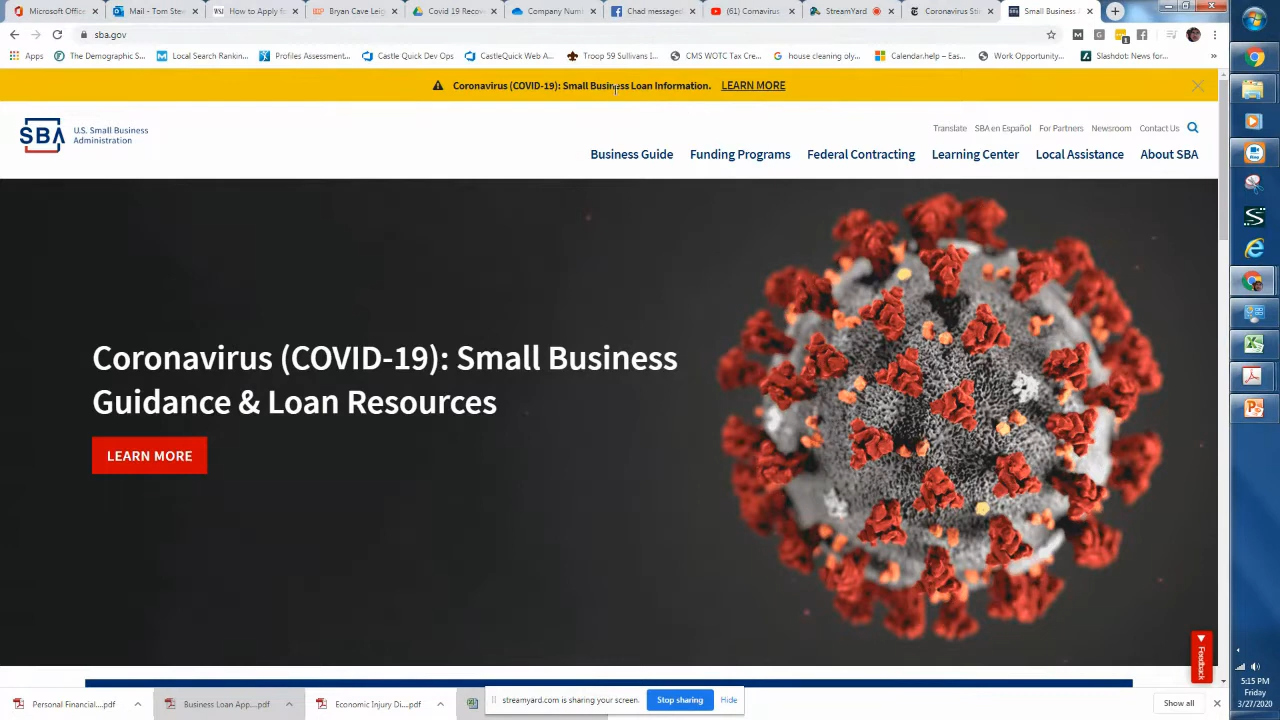 Microsoft Offic
Mail - Tom Stev
How to Apply fo
Bryan Cave Leig
Covid 19 Recov
Company Num
Chad messaged
(61) Comavirus
StreamYard
Coronavirus Sti
Small Business
sba.gov
Apps
The Demographic S...
Local Search Rankin...
Profiles Assessment...
Castle Quick Dev Ops
CastleQuick Web A...
Troop 59 Sullivans I...
CMS WOTC Tax Cre...
house cleaning oly...
Calendar.help – Eas...
Work Opportunity...
Slashdot: News for...
»
Coronavirus (COVID-19): Small Business Loan Information. LEARN MORE
SBA
U.S. Small Business
Administration
Translate SBA en Español For Partners Newsroom Contact Us
Business Guide Funding Programs Federal Contracting Learning Center Local Assistance About SBA
Coronavirus (COVID-19): Small Business
Guidance & Loan Resources
LEARN MORE
Feedback
Personal Financial....pdf
Business Loan App...pdf
Economic Injury Di...pdf
streamyard.com is sharing your screen.
Stop sharing
Hide
Show all
5:15 PM
Friday
3/27/2020